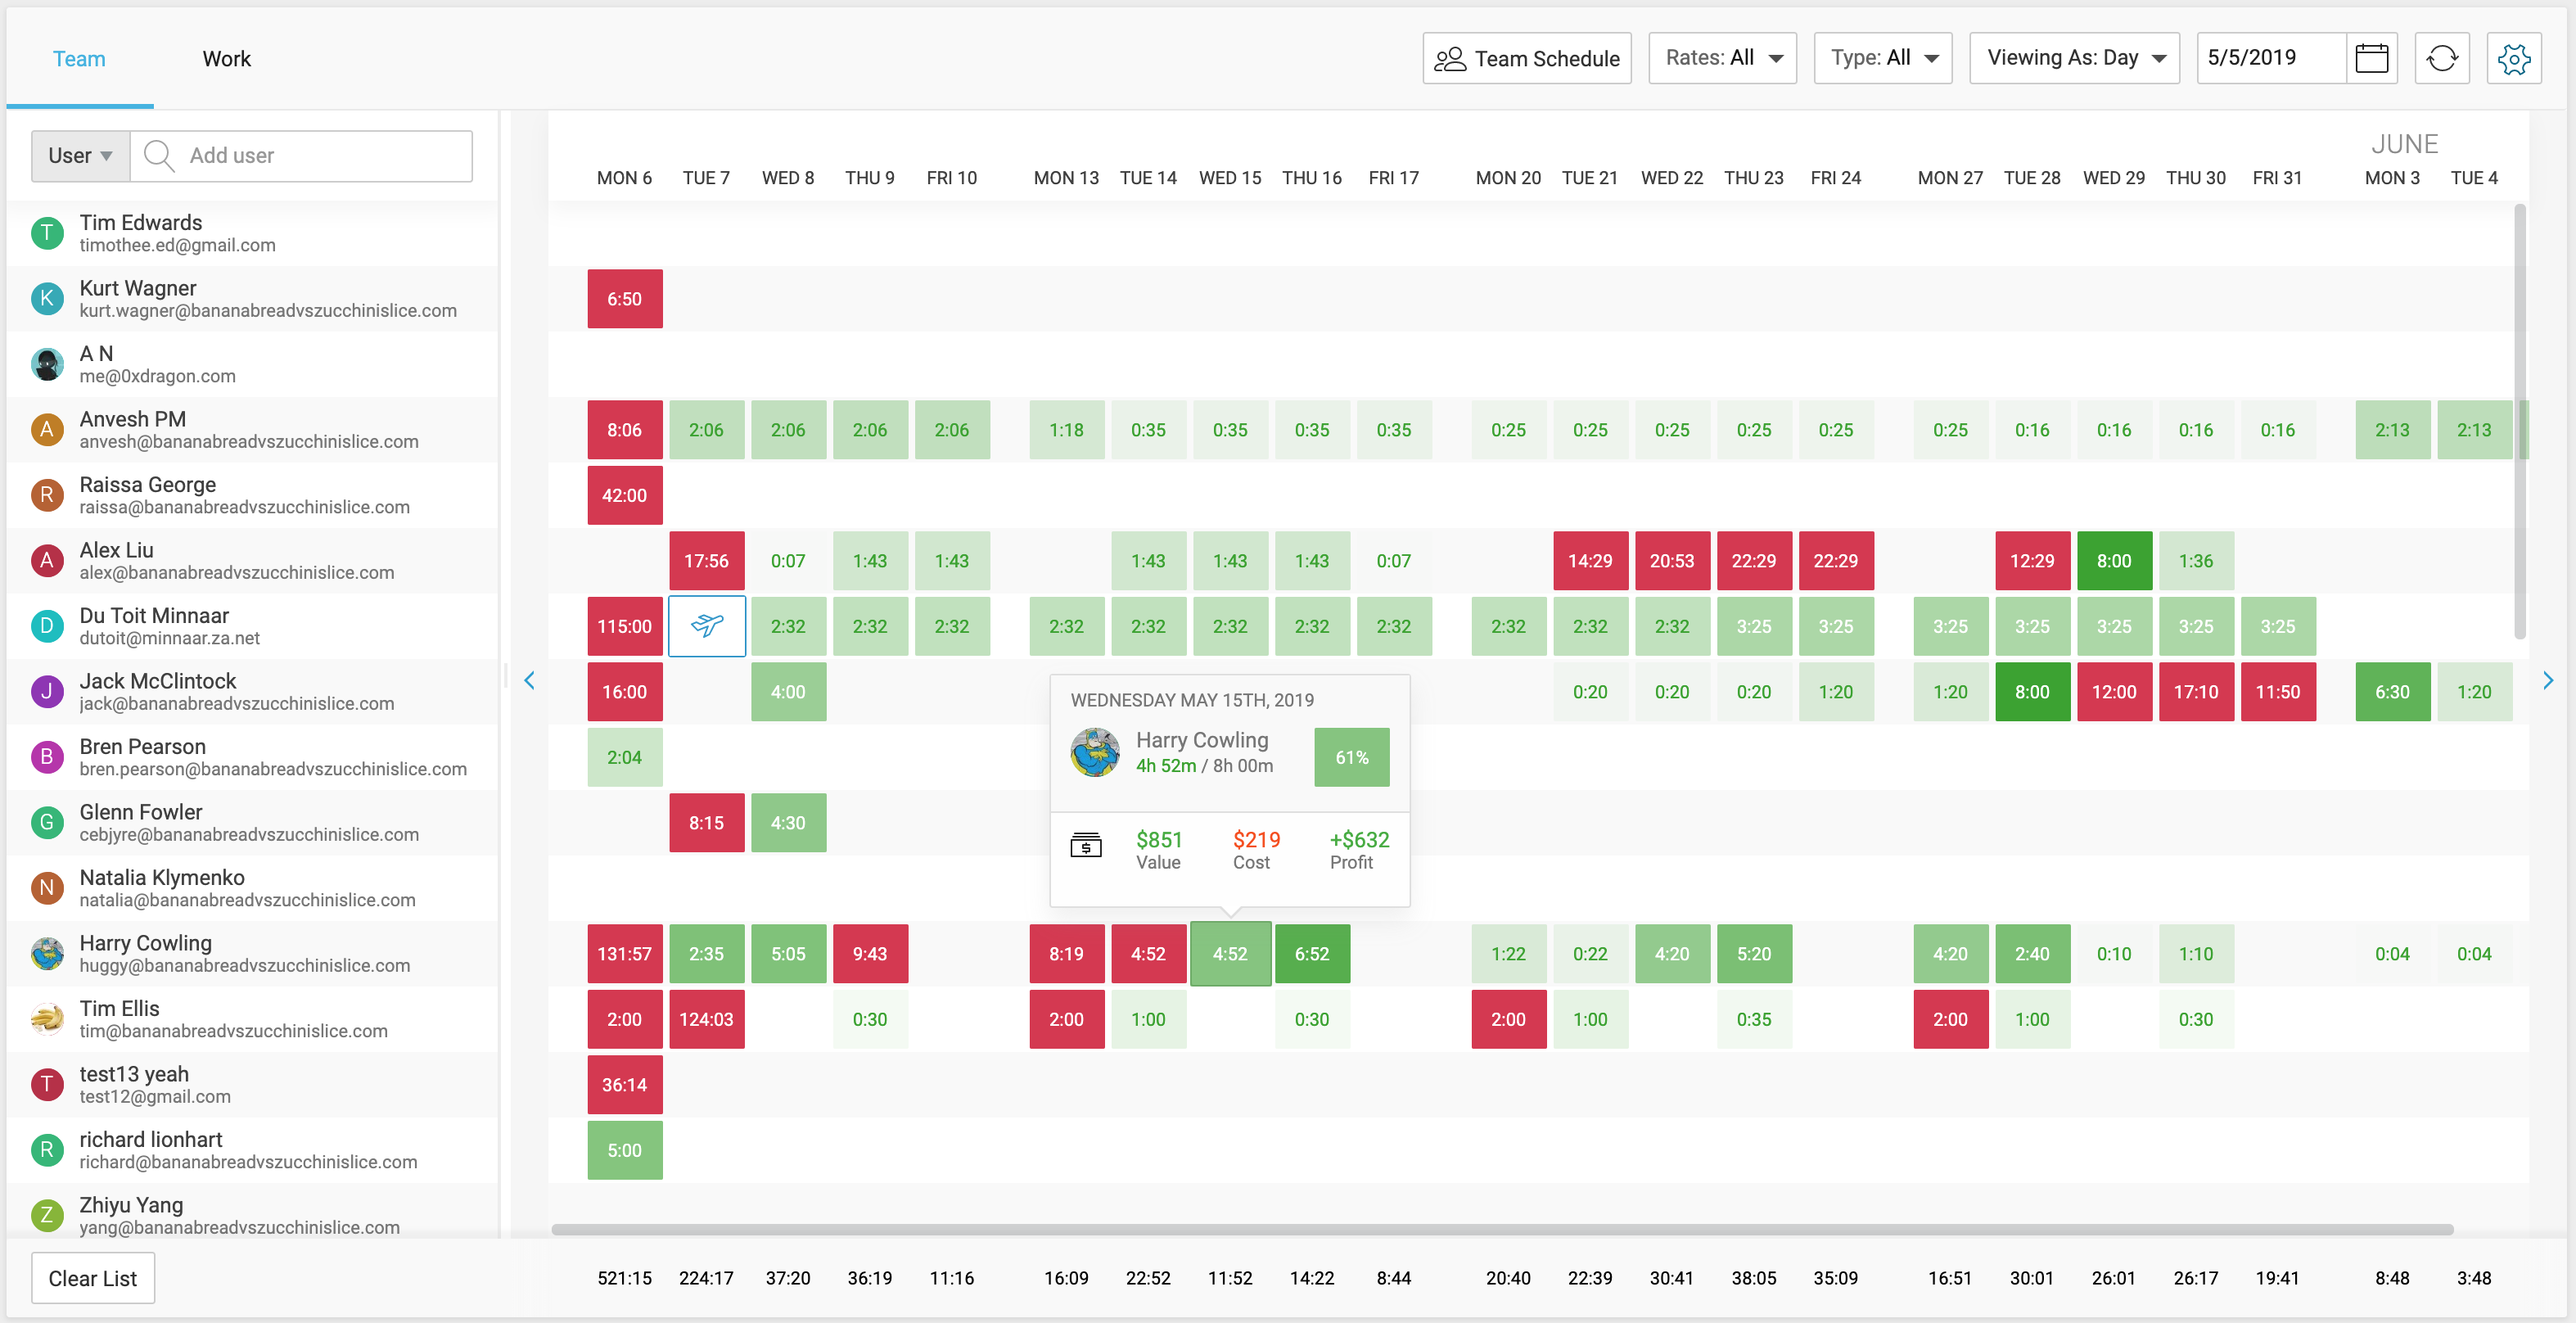 Team Work Team Schedule Rates: All Type: All Viewing As: Day 5/5/2019
User Add user
JUNE
MON 6 TUE 7 WED 8 THU 9 FRI 10 MON 13 TUE 14 WED 15 THU 16 FRI 17 MON 20 TUE 21 WED 22 THU 23 FRI 24 MON 27 TUE 28 WED 29 THU 30 FRI 31 MON 3 TUE 4
T Tim Edwards
timothee.ed@gmail.com
K Kurt Wagner
kurt.wagner@bananabreadvszucchinislice.com
6:50
A N
me@0xdragon.com
A Anvesh PM
anvesh@bananabreadvszucchinislice.com
8:06 2:06 2:06 2:06 2:06 1:18 0:35 0:35 0:35 0:35 0:25 0:25 0:25 0:25 0:25 0:25 0:16 0:16 0:16 0:16 2:13 2:13
R Raissa George
raissa@bananabreadvszucchinislice.com
42:00
A Alex Liu
alex@bananabreadvszucchinislice.com
17:56 0:07 1:43 1:43 1:43 1:43 1:43 0:07 14:29 20:53 22:29 22:29 12:29 8:00 1:36
D Du Toit Minnaar
dutoit@minnaar.za.net
115:00 2:32 2:32 2:32 2:32 2:32 2:32 2:32 2:32 2:32 2:32 2:32 3:25 3:25 3:25 3:25 3:25 3:25 3:25
J Jack McClintock
jack@bananabreadvszucchinislice.com
16:00 4:00 0:20 0:20 0:20 1:20 1:20 8:00 12:00 17:10 11:50 6:30 1:20
B Bren Pearson
bren.pearson@bananabreadvszucchinislice.com
2:04
WEDNESDAY MAY 15TH, 2019
Harry Cowling
4h 52m / 8h 00m
61%
$851 $219 +$632
Value Cost Profit
G Glenn Fowler
cebjyre@bananabreadvszucchinislice.com
8:15 4:30
N Natalia Klymenko
natalia@bananabreadvszucchinislice.com
Harry Cowling
huggy@bananabreadvszucchinislice.com
131:57 2:35 5:05 9:43 8:19 4:52 4:52 6:52 1:22 0:22 4:20 5:20 4:20 2:40 0:10 1:10 0:04 0:04
Tim Ellis
tim@bananabreadvszucchinislice.com
2:00 124:03 0:30 2:00 1:00 0:30 2:00 1:00 0:35 2:00 1:00 0:30
T test13 yeah
test12@gmail.com
36:14
R richard lionhart
richard@bananabreadvszucchinislice.com
5:00
Z Zhiyu Yang
yang@bananabreadvszucchinislice.com
Clear List
521:15 224:17 37:20 36:19 11:16 16:09 22:52 11:52 14:22 8:44 20:40 22:39 30:41 38:05 35:09 16:51 30:01 26:01 26:17 19:41 8:48 3:48